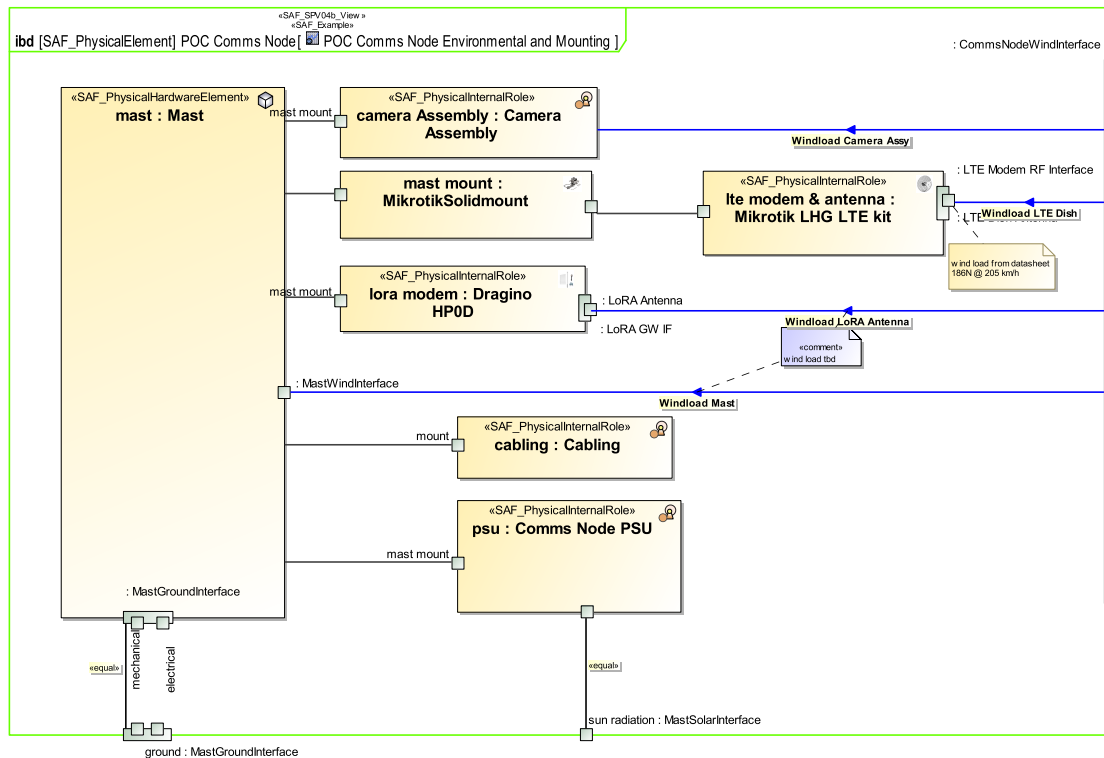 «SAF_SPV04b_View»
«SAF_Example»
ibd [SAF_PhysicalElement] POC Comms Node[ POC Comms Node Environmental and Mounting ]
: CommsNodeWindInterface
«SAF_PhysicalHardwareElement»
mast : Mast
mast mount
«SAF_PhysicalInternalRole»
camera Assembly : Camera
Assembly
Windload Camera Assy
mast mount :
MikrotikSolidmount
«SAF_PhysicalInternalRole»
lte modem & antenna :
Mikrotik LHG LTE kit
: LTE Modem RF Interface
Windload LTE Dish
wind load from datasheet
186N @ 205 km/h
mast mount
«SAF_PhysicalInternalRole»
lora modem : Dragino
HP0D
: LoRA Antenna
: LoRA GW IF
Windload LoRA Antenna
«comment»
wind load tbd
: MastWindInterface
Windload Mast
mount
«SAF_PhysicalInternalRole»
cabling : Cabling
«SAF_PhysicalInternalRole»
psu : Comms Node PSU
mast mount
: MastGroundInterface
mechanical
electrical
«equal»
«equal»
sun radiation : MastSolarInterface
ground : MastGroundInterface